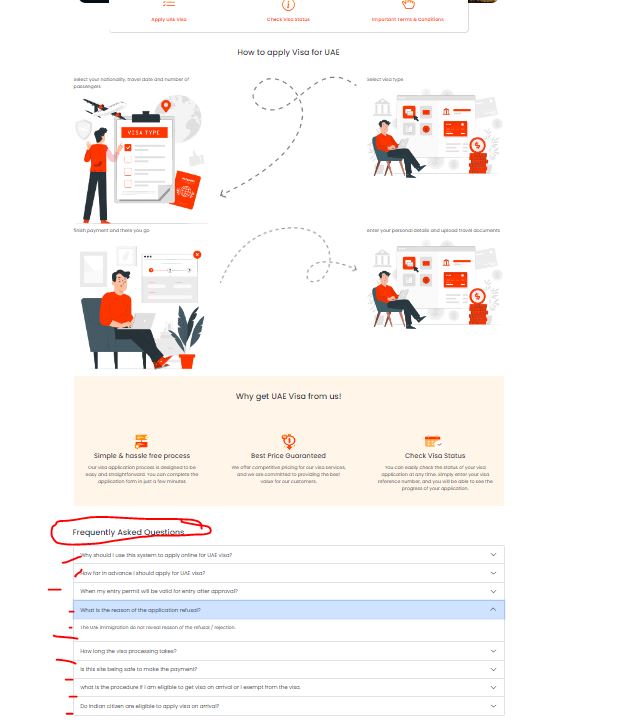 Apply UAE Visa
Check Visa Status
Important Terms & Conditions
How to apply Visa for UAE
Select your nationality, travel date and number of
passengers
Select visa type
VISA TYPE
finish payment and there you go
enter your personal details and upload travel documents
Why get UAE Visa from us!
Simple & hassle free process
Our visa application process is designed to be
easy and straightforward. You can complete the
application form in just a few minutes
Best Price Guaranteed
We offer competitive pricing for our visa services,
and we are committed to providing the best
value for our customers.
Check Visa Status
You can easily check the status of your visa
application at any time. Simply enter your visa
reference number, and you will be able to see the
progress of your application.
Frequently Asked Questions
Why should I use this system to apply online for UAE visa?
How far in advance I should apply for UAE visa?
When my entry permit will be valid for entry after approval?
What is the reason of the application refusal?
The UAE immigration do not reveal reason of the refusal / rejection.
How long the visa processing takes?
Is this site being safe to make the payment?
what is the procedure if I am eligible to get visa on arrival or I exempt from the visa.
Do Indian citizen are eligible to apply visa on arrival?